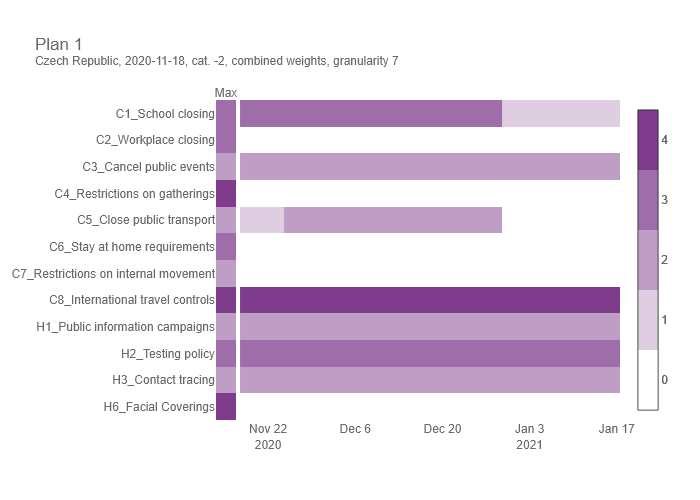 Plan 1
Czech Republic, 2020-11-18, cat. -2, combined weights, granularity 7
Max
C1_School closing
C2_Workplace closing
C3_Cancel public events
C4_Restrictions on gatherings
C5_Close public transport
C6_Stay at home requirements
C7_Restrictions on internal movement
C8_International travel controls
H1_Public information campaigns
H2_Testing policy
H3_Contact tracing
H6_Facial Coverings
Nov 22 Dec 6 Dec 20 Jan 3 Jan 17
2020 2021
4
3
2
1
0